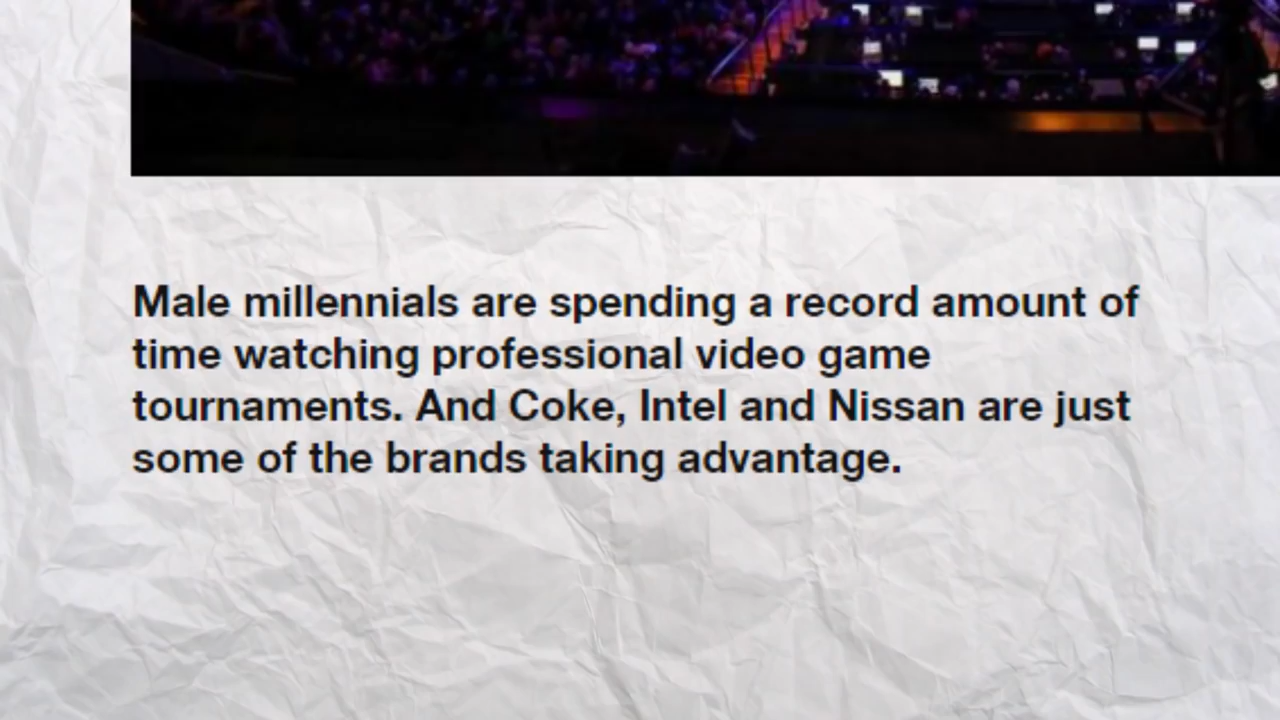 Male millennials are spending a record amount of
time watching professional video game
tournaments. And Coke, Intel and Nissan are just
some of the brands taking advantage.